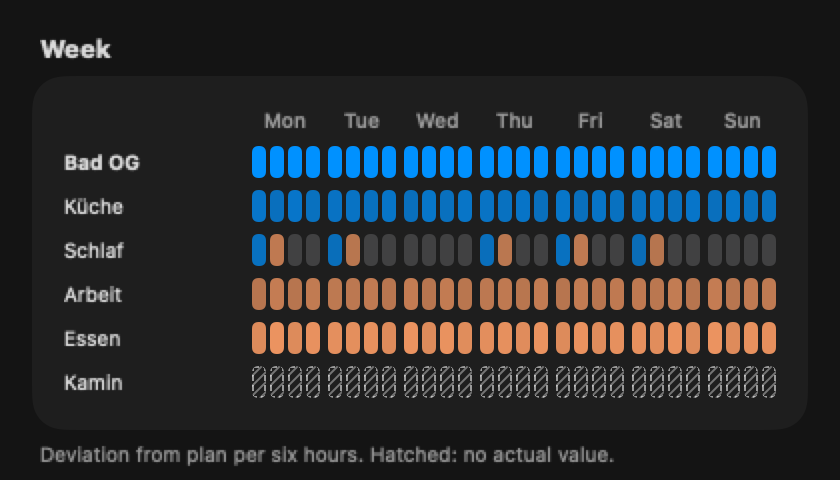 Week
Mon Tue Wed Thu Fri Sat Sun
Bad OG
Küche
Schlaf
Arbeit
Essen
Kamin
Deviation from plan per six hours. Hatched: no actual value.